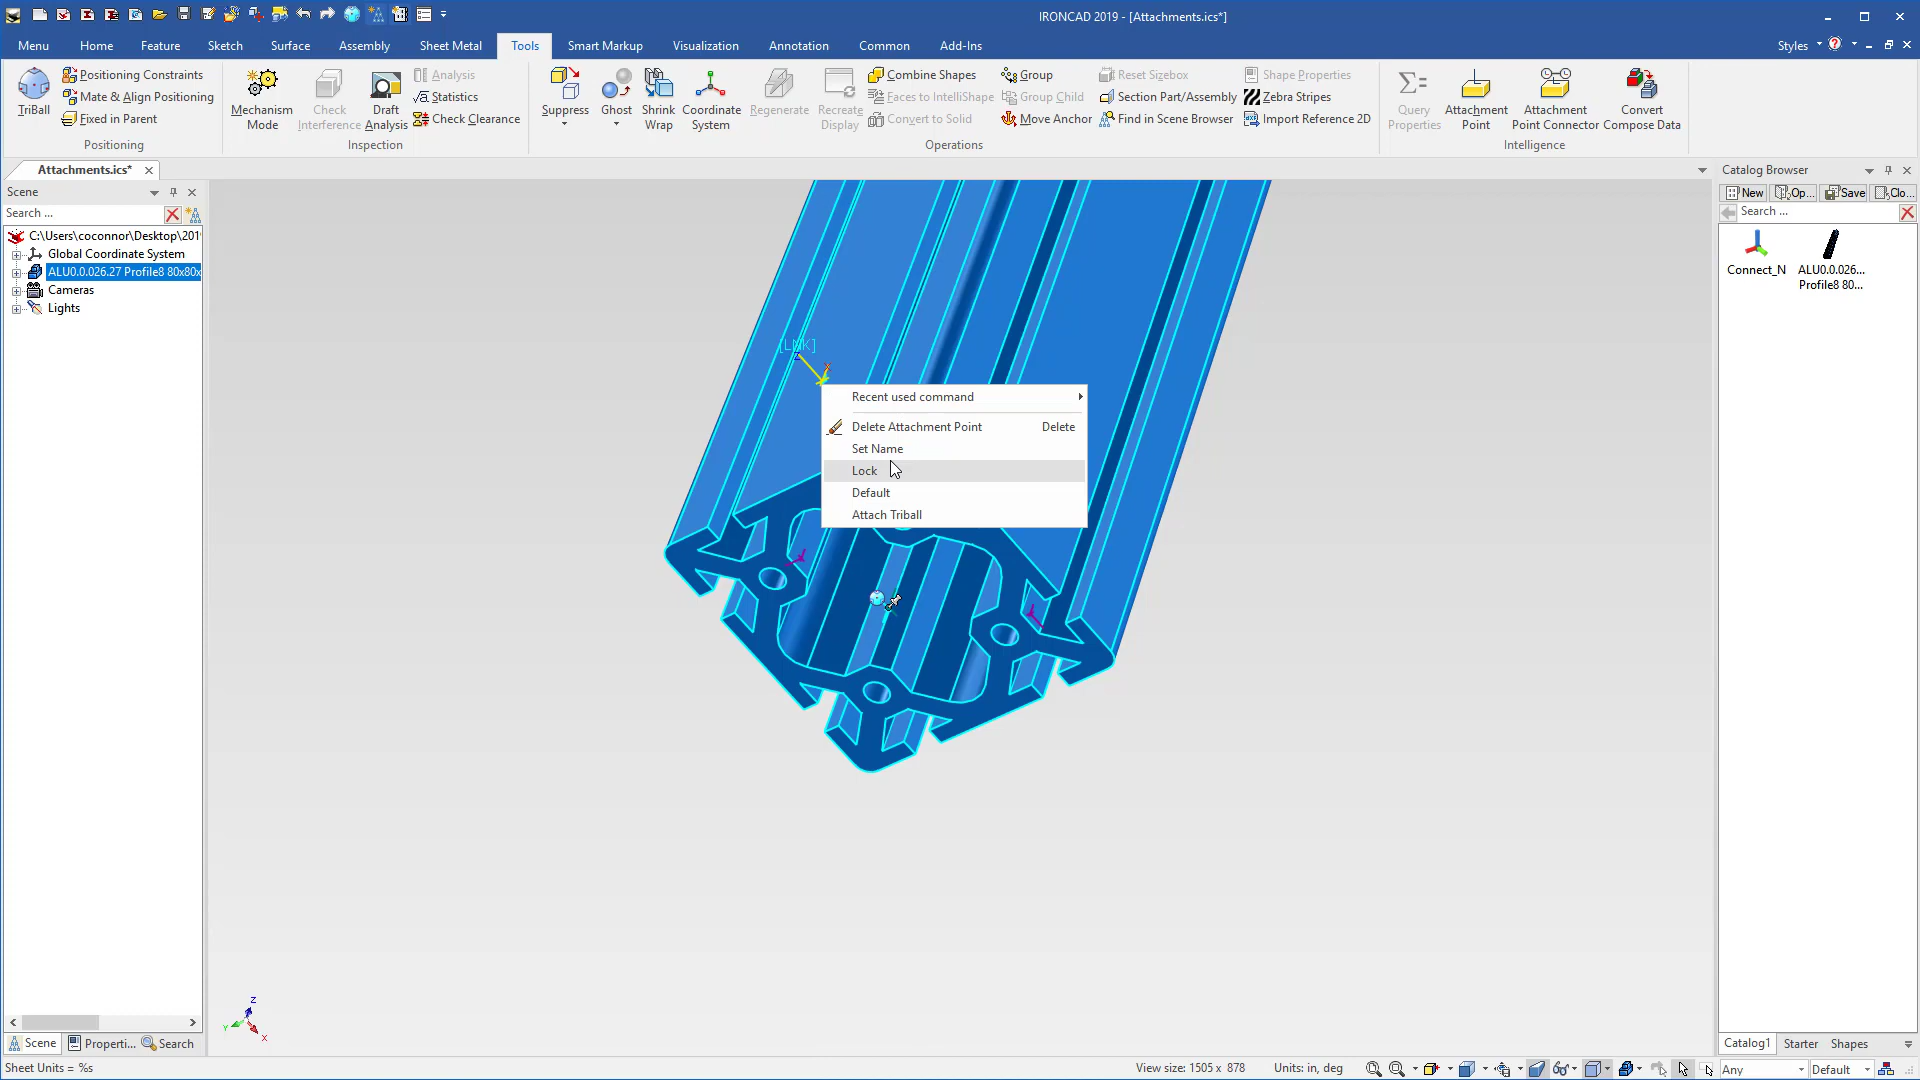 IRONCAD 2019 - [Attachments.ics*]
Menu Home Feature Sketch Surface Assembly Sheet Metal Tools Smart Markup Visualization Annotation Common Add-Ins Styles
TriBall
Positioning Constraints
Mate & Align Positioning
Fixed in Parent
Positioning
Mechanism Mode
Check Interference
Draft Analysis
Analysis
Statistics
Check Clearance
Inspection
Suppress
Ghost
Shrink Wrap
Coordinate System
Regenerate
Recreate Display
Combine Shapes
Faces to IntelliShape
Convert to Solid
Group
Group Child
Move Anchor
Reset Sizebox
Section Part/Assembly
Find in Scene Browser
Shape Properties
Zebra Stripes
Import Reference 2D
Operations
Query Properties
Attachment Point
Attachment Point Connector
Convert Compose Data
Intelligence
Attachments.ics*
Scene
Search ...
C:\Users\coconnor\Desktop\201
Global Coordinate System
ALU0.0.026.27 Profile8 80x80x
Cameras
Lights
Scene Properti... Search
[LNK]
Recent used command
Delete Attachment Point Delete
Set Name
Lock
Default
Attach Triball
Z
Y
X
Catalog Browser
New Op... Save Clo...
Search ...
Connect_N
ALU0.0.026...
Profile8 80...
Catalog1 Starter Shapes
Scene Units = %s
View size: 1505 x 878
Units: in, deg
Any
Default